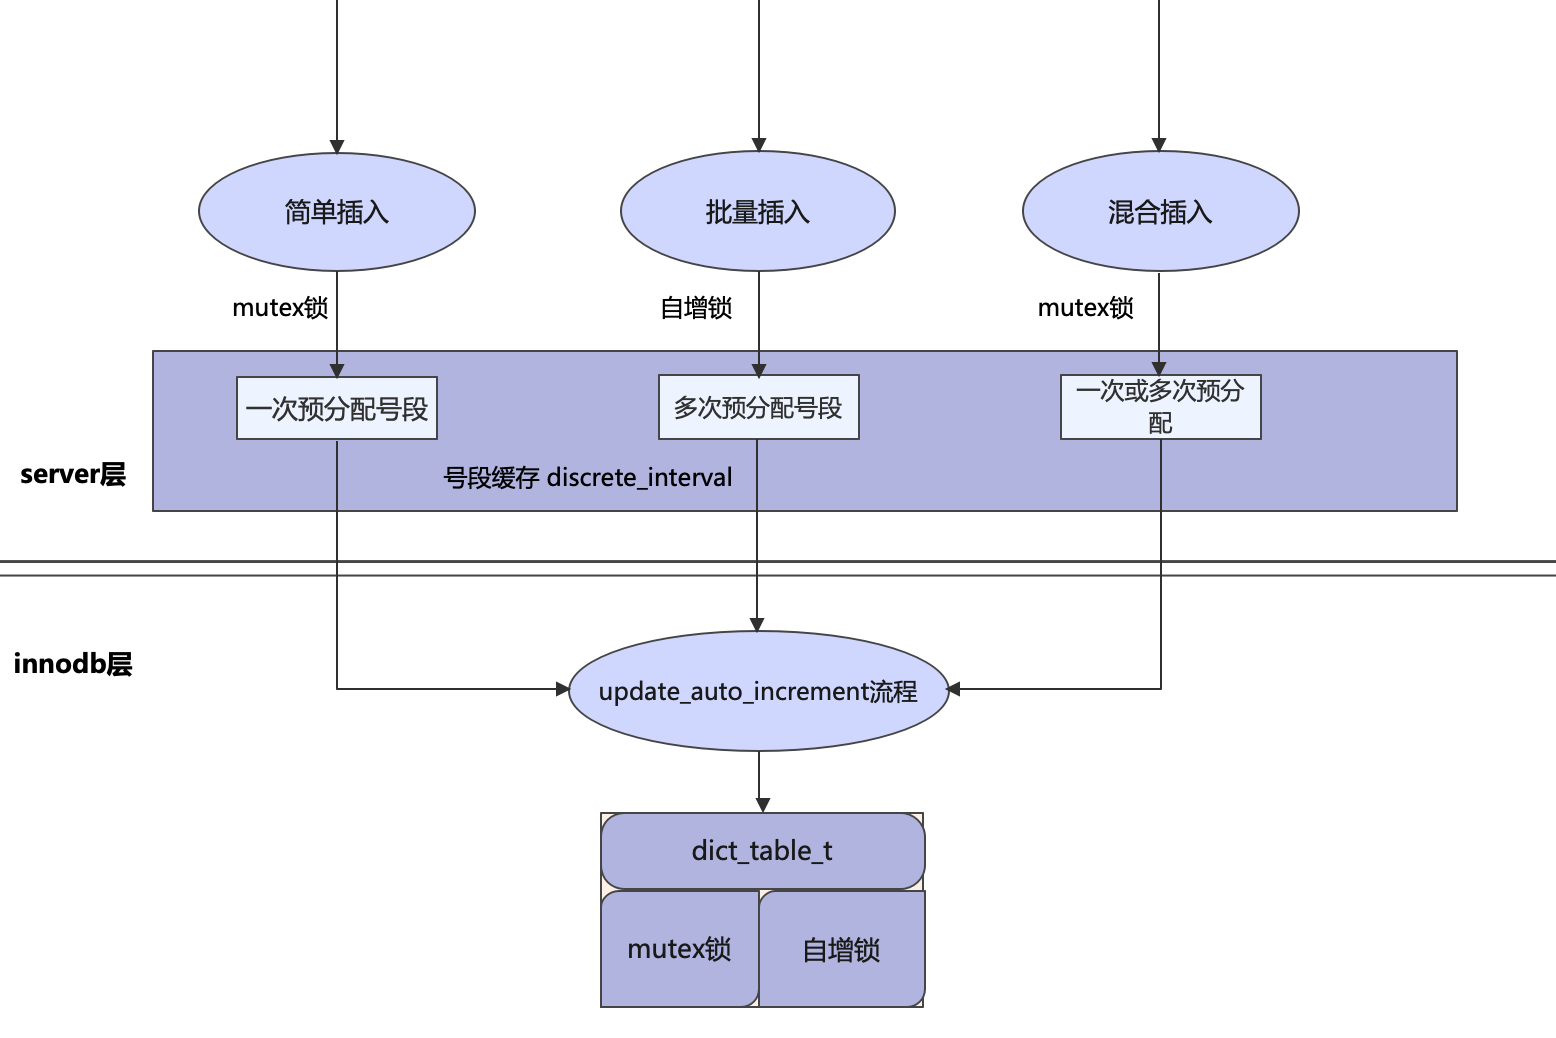 简单插入
批量插入
混合插入
mutex锁
自增锁
mutex锁
一次预分配号段
多次预分配号段
一次或多次预分
配
server层
号段缓存 discrete_interval
innodb层
update_auto_increment流程
dict_table_t
mutex锁
自增锁